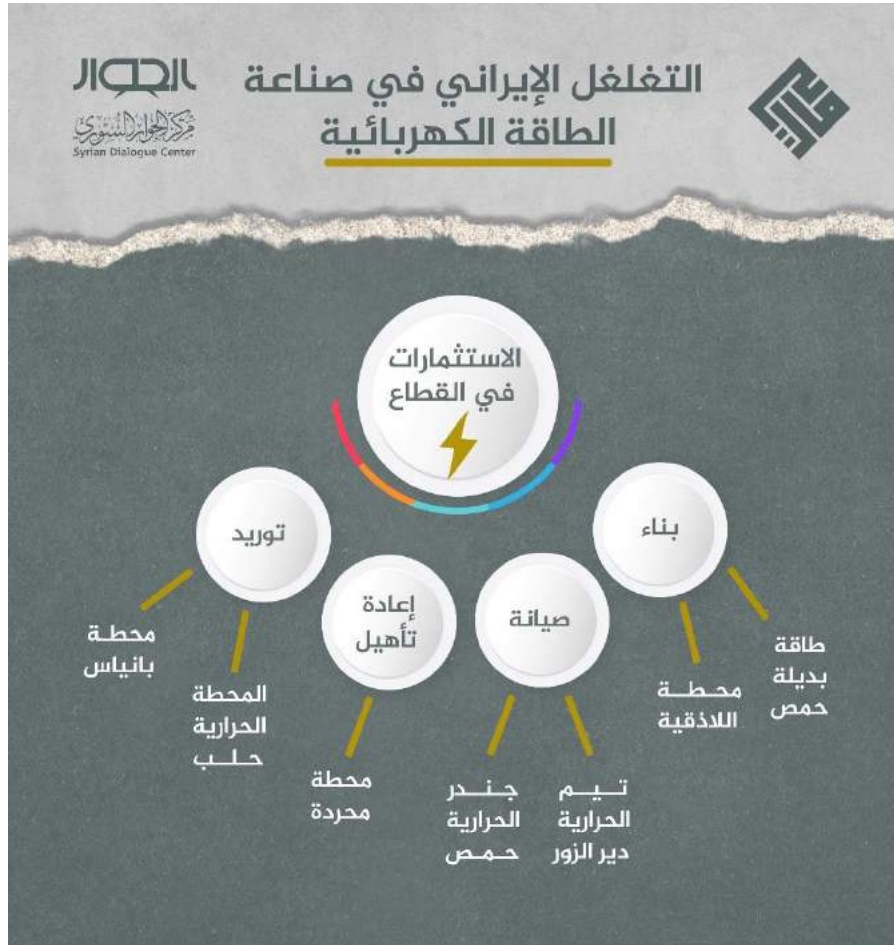 التغلغل الإيراني في صناعة
الطاقة الكهربائية
الحوار
مركز الحوار السوري
Syrian Dialogue Center
الاستثمارات
في القطاع
بناء
طاقة
بديلة
حمص
محطة
اللاذقية
صيانة
تيم
الحرارية
دير الزور
جندر
الحرارية
حمص
إعادة
تأهيل
محطة
محردة
توريد
المحطة
الحرارية
حلب
محطة
بانياس